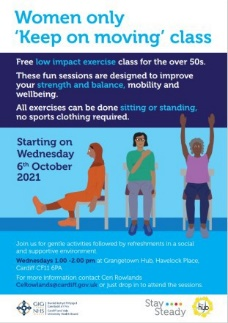 Women only
'Keep on moving' class
Free low impact exercise class for the over 50s.
These fun sessions are designed to improve
your strength and balance, mobility and
wellbeing.
All exercises can be done sitting or standing,
no sports clothing required.
Starting on
Wednesday
6th October
2021
Join us for gentle activities followed by refreshments in a social
and supportive environment.
Wednesdays 1.00 -2.00 pm at Grangetown Hub, Havelock Place,
Cardiff CF11 6PA
For more information contact Ceri Rowlands
CeRowlands@cardiff.gov.uk or just drop in to attend the sessions
GIG
NHS
Stay
Steady
hub